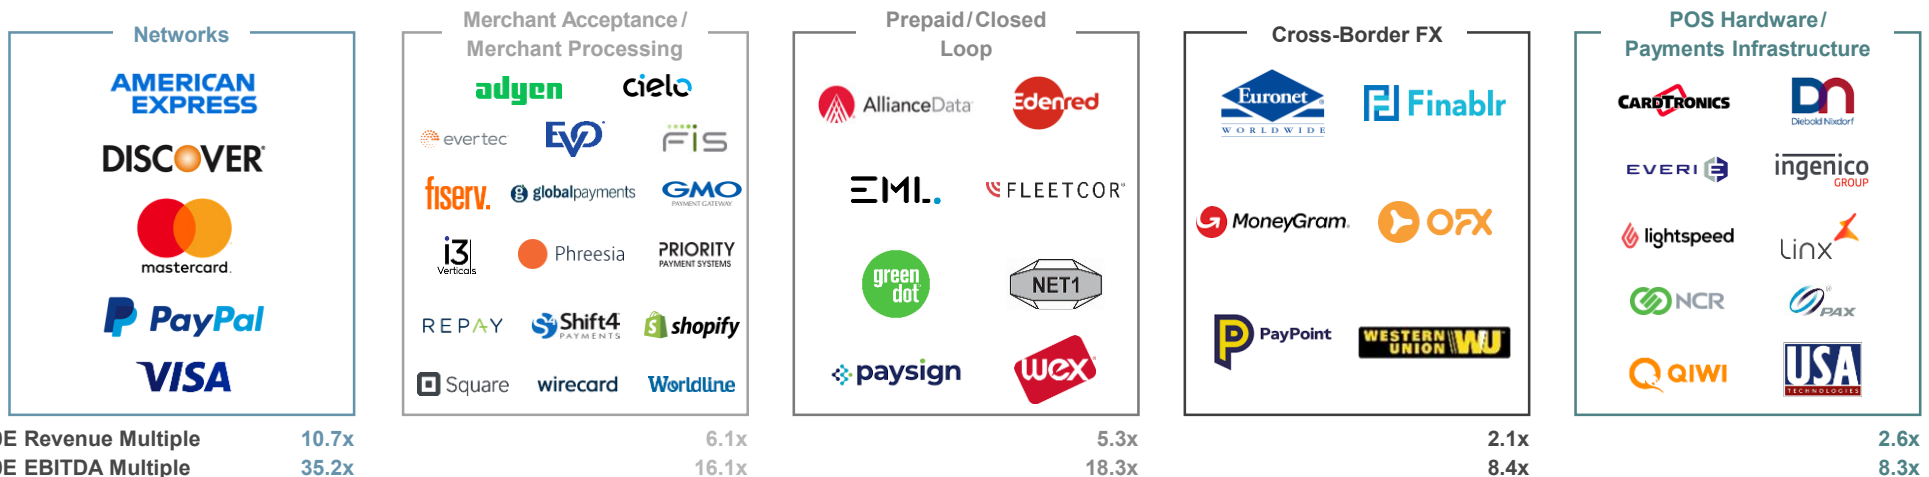 Networks
AMERICAN
EXPRESS
DISCOVER
mastercard.
PayPal
VISA
Merchant Acceptance/
Merchant Processing
adyen
cielo
evertec
EVO
FIS
fiserv.
globalpayments
GMO
PAYMENT GATEWAY
i3
Verticals
Phreesia
PRIORITY
PAYMENT SYSTEMS
REPAY
Shift4
PAYMENTS
shopify
Square
wirecard
Worldline
Prepaid/Closed
Loop
AllianceData
Edenred
EML.
FLEETCOR
green
dot
NET1
paysign
wex
Cross-Border FX
Euronet
WORLDWIDE
Finablr
MoneyGram.
OFX
PayPoint
WESTERN
UNION WU
POS Hardware/
Payments Infrastructure
CARDTRONICS
DN
Diebold Nixdorf
EVERI
ingenico
GROUP
lightspeed
linx
NCR
PAX
QIWI
USA
TECHNOLOGIES
0E Revenue Multiple 10.7x 6.1x 5.3x 2.1x 2.6x
0E EBITDA Multiple 35.2x 16.1x 18.3x 8.4x 8.3x